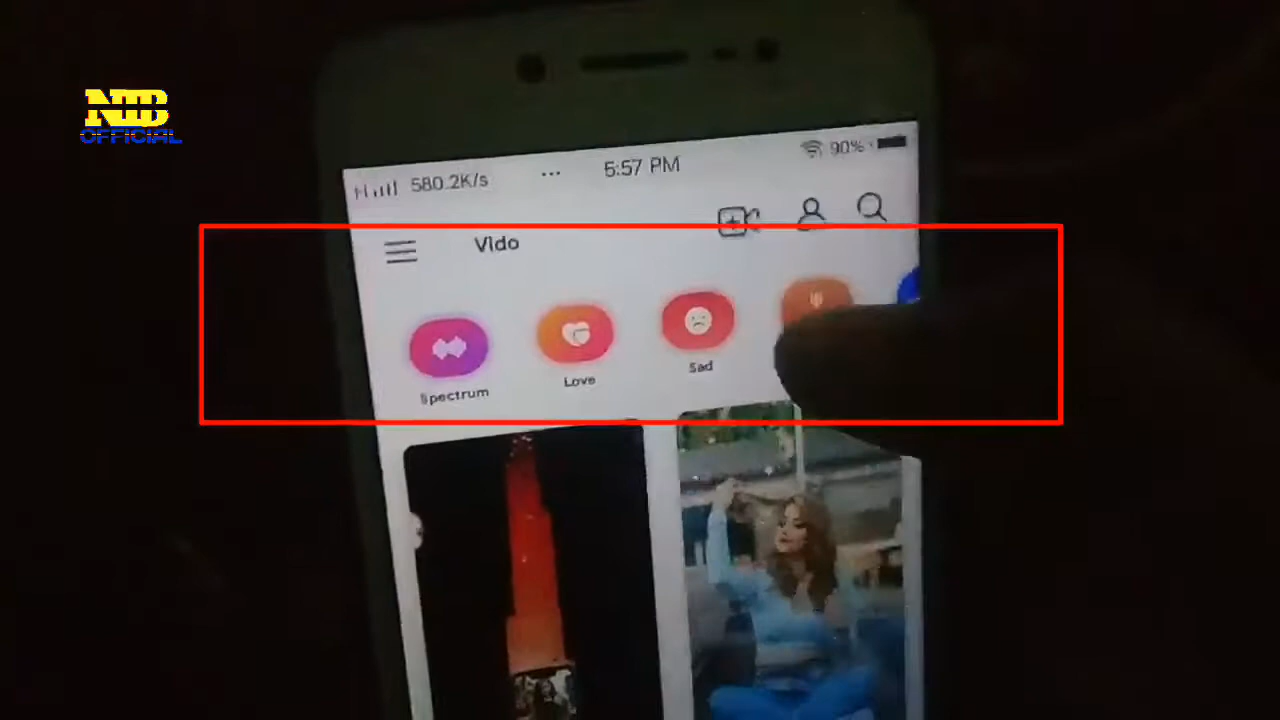 NIB
OFFICIAL
580.2K/s ... 5:57 PM 90%
Vido
Spectrum
Love
Sad